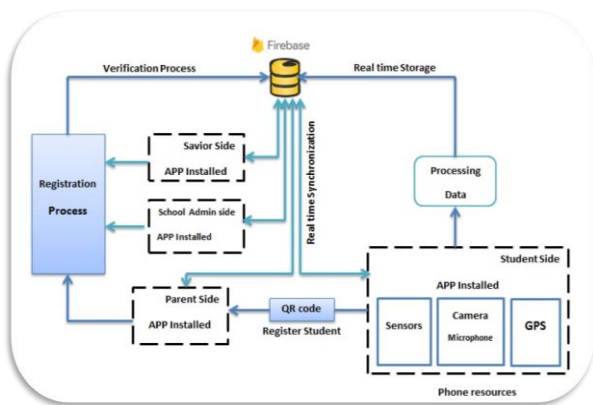 Firebase
Verification Process
Real time Storage
Savior Side
APP Installed
Registration
Process
School Admin side
APP Installed
Real time Synchronization
Processing
Data
Student Side
APP Installed
Parent Side
APP Installed
QR code
Register Student
Sensors
Camera
Microphone
GPS
Phone resources